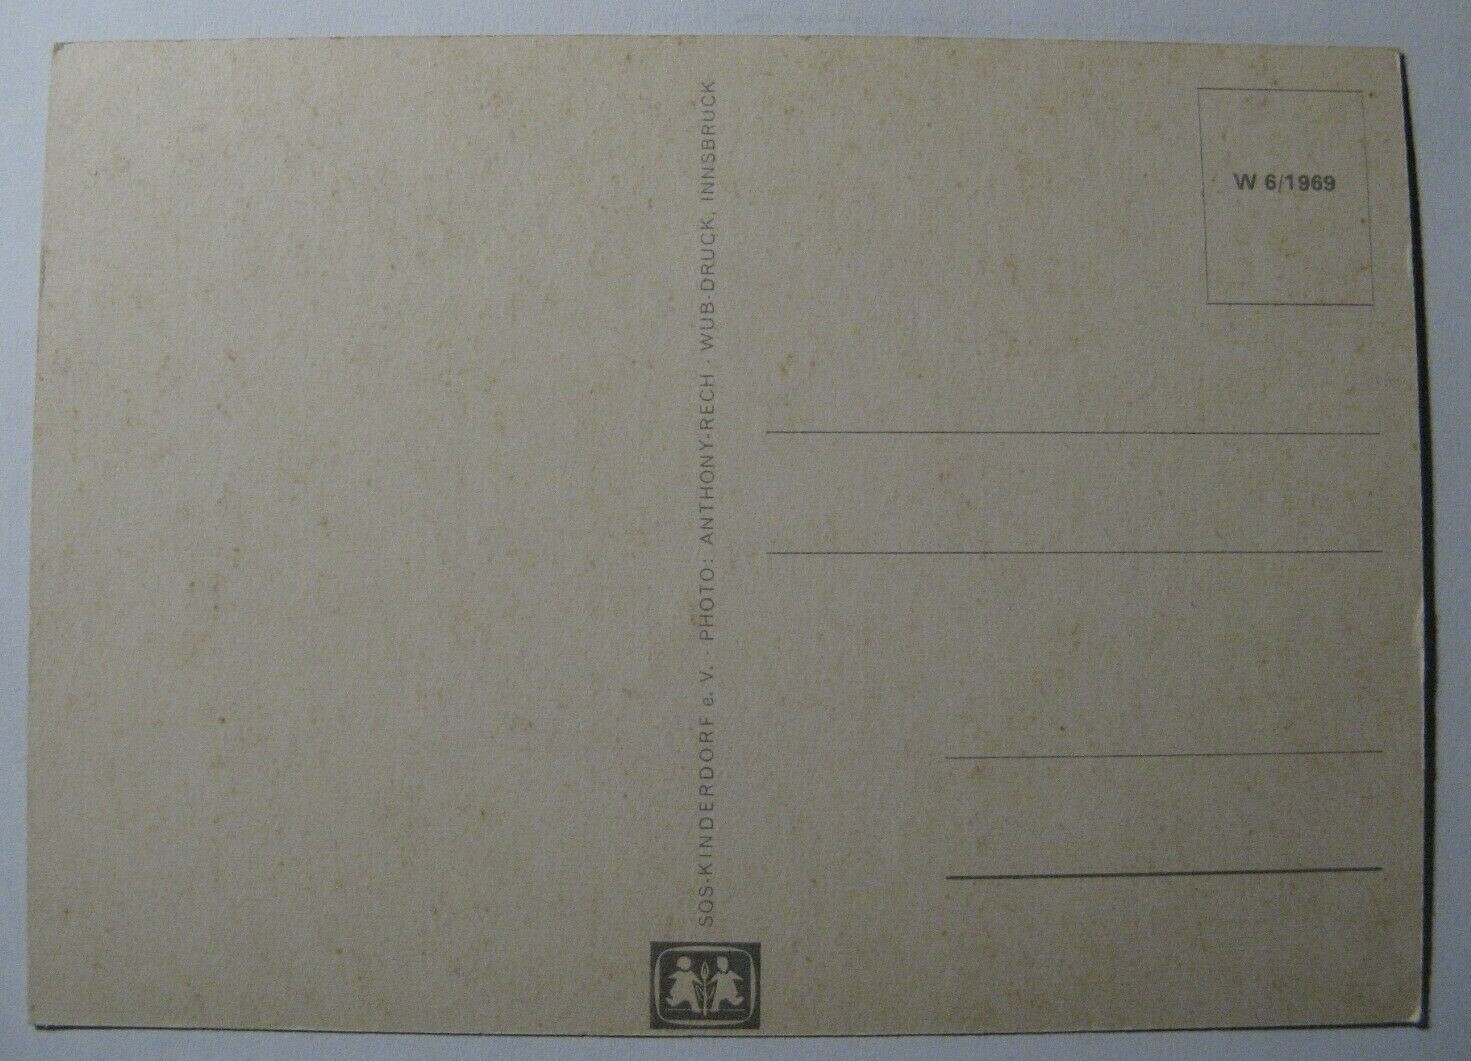 SOS-KINDERDORF e. V. - PHOTO: ANTHONY-RECH · WUB-DRUCK, INNSBRUCK
W 6/1969